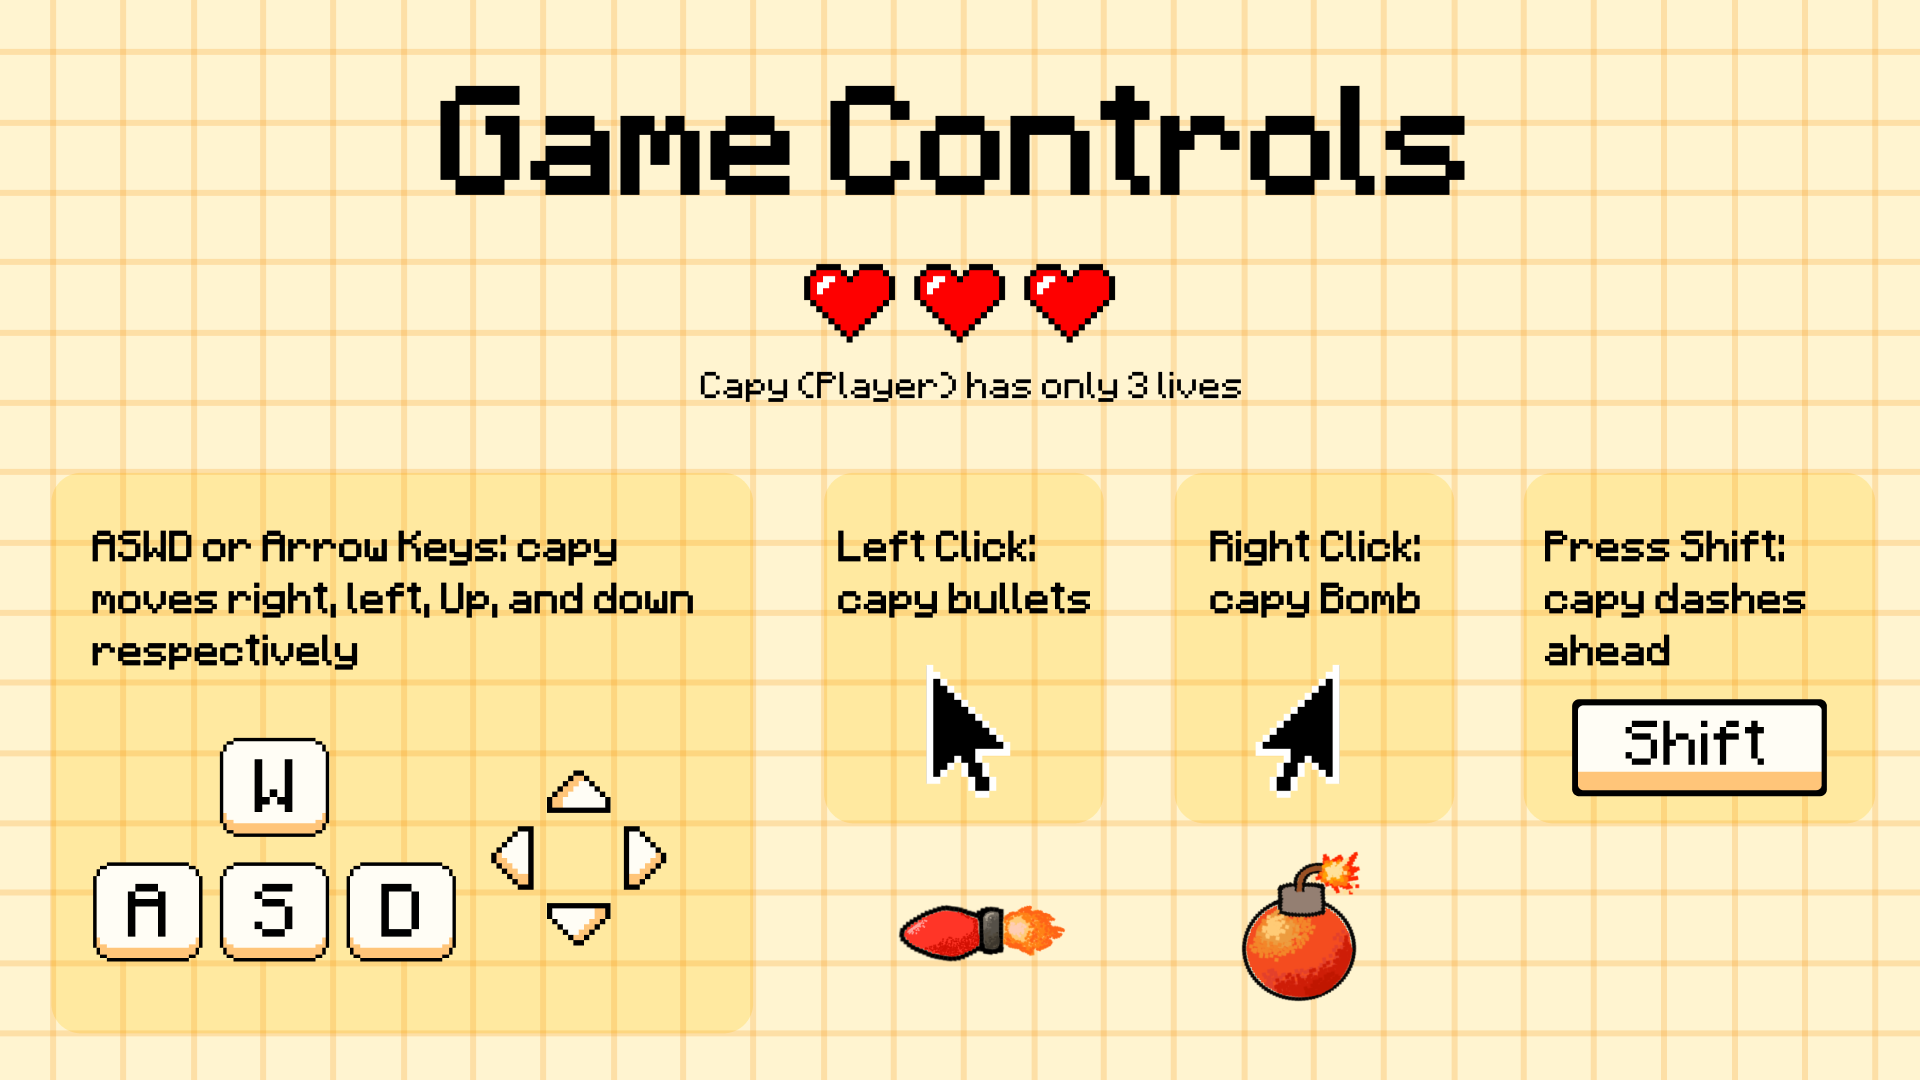 Game Controls
Capy (Player) has only 3 lives
ASWD or Arrow Keys: capy
moves right, left, Up, and down
respectively
Left Click:
capy bullets
Right Click:
capy Bomb
Press Shift:
capy dashes
ahead
Shift
W
A S D